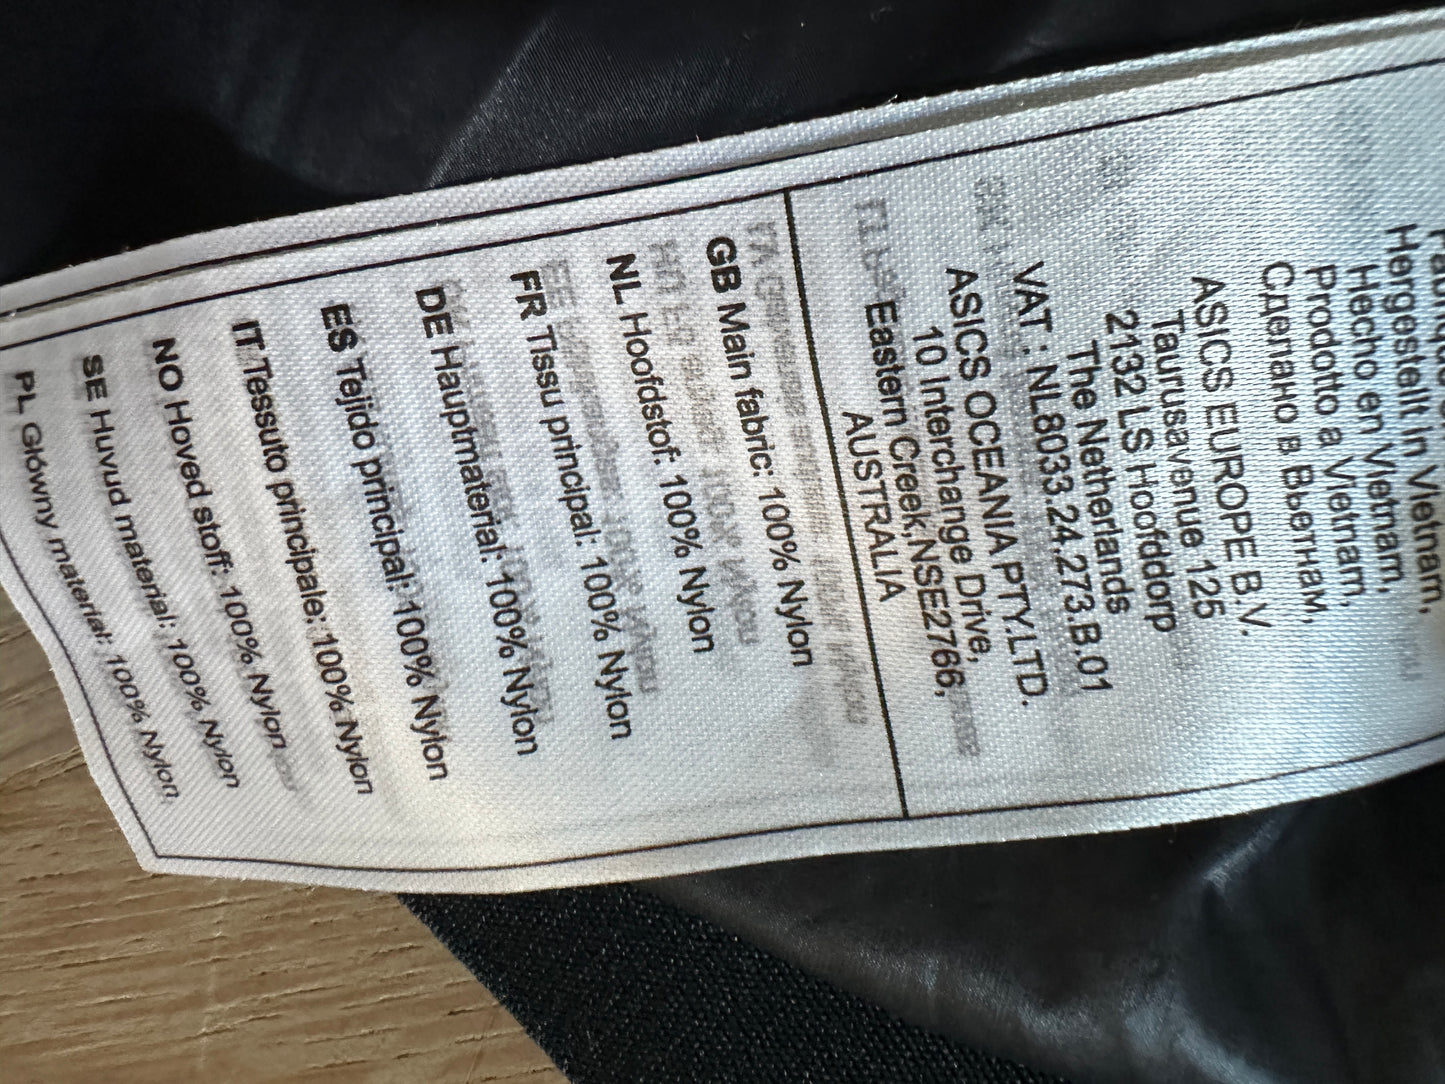 Hergestellt in Vietnam,
Hecho en Vietnam,
Prodotto a Vietnam,
Сделано в Вьетнам,
ASICS EUROPE B.V.
Taurusavenue 125
2132 LS Hoofddorp
The Netherlands
VAT : NL8033.24.273.B.01
ASICS OCEANIA PTY.LTD.
10 Interchange Drive,
Eastern Creek,NSE2766,
AUSTRALIA
GB Main fabric: 100% Nylon
NL Hoofdstof: 100% Nylon
FR Tissu principal: 100% Nylon
DE Hauptmaterial: 100% Nylon
ES Tejido principal: 100% Nylon
IT Tessuto principale: 100% Nylon
NO Hoved stoff: 100% Nylon
SE Huvud material: 100% Nylon
PL Główny material: 100% Nylon